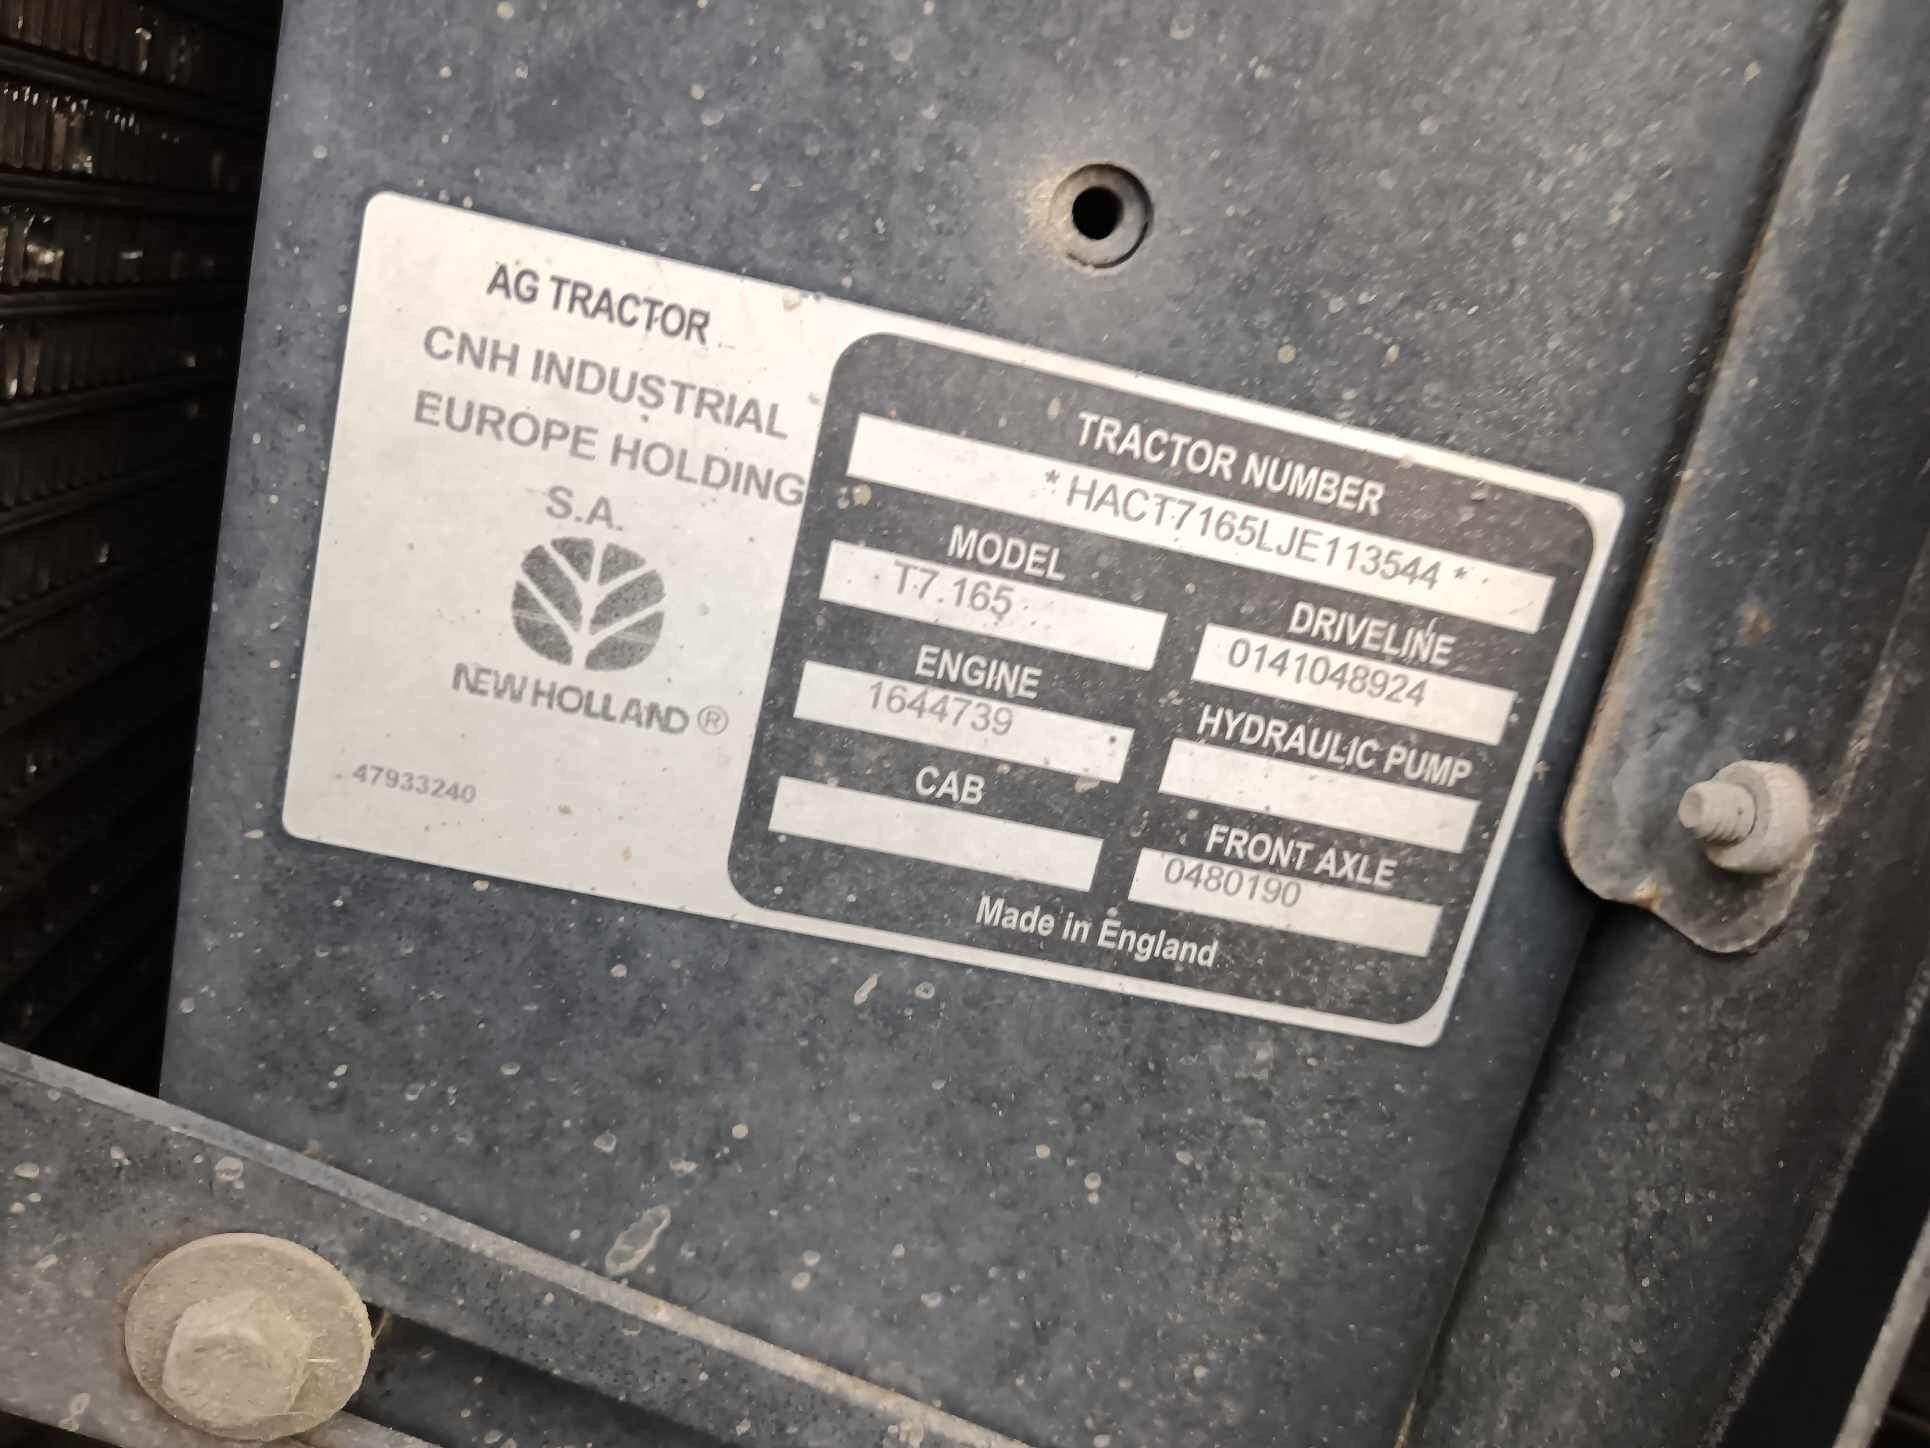 AG TRACTOR
CNH INDUSTRIAL
EUROPE HOLDING
S.A.
NEW HOLLAND®
47933240
TRACTOR NUMBER
*HACT7165LJE113544*
MODEL
T7.165
DRIVELINE
0141048924
ENGINE
1644739
HYDRAULIC PUMP
CAB
FRONT AXLE
0480190
Made in England